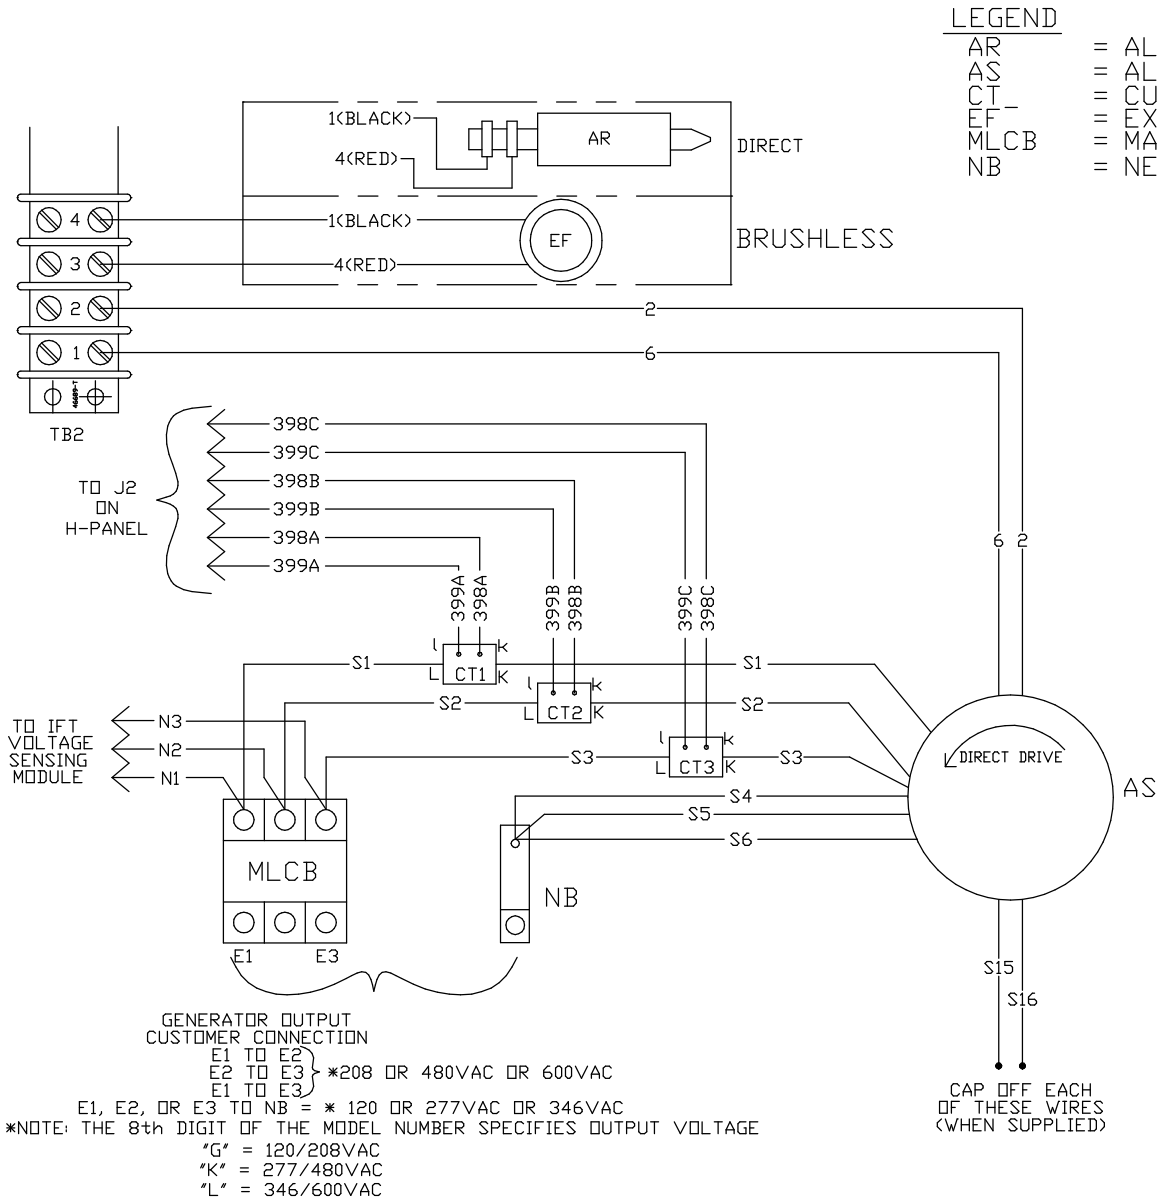 LEGEND
AR = AL
AS = AL
CT_ = CU
EF = EX
MLCB = MA
NB = NE
1(BLACK)
4(RED)
AR
DIRECT
4
1(BLACK)
EF
BRUSHLESS
3
4(RED)
2
2
1
6
TB2
398C
399C
398B
399B
398A
399A
TO J2
ON
H-PANEL
6 2
399A
398A
399B
398B
399C
398C
l k
L CT1 K
S1
S1
l k
L CT2 K
S2
S2
l k
L CT3 K
S3
S3
TO IFT
VOLTAGE
SENSING
MODULE
N3
N2
N1
DIRECT DRIVE
AS
S4
S5
S6
MLCB
NB
E1 E3
S15
S16
GENERATOR OUTPUT
CUSTOMER CONNECTION
E1 TO E2
E2 TO E3 *208 OR 480VAC OR 600VAC
E1 TO E3
E1, E2, OR E3 TO NB = * 120 OR 277VAC OR 346VAC
*NOTE: THE 8th DIGIT OF THE MODEL NUMBER SPECIFIES OUTPUT VOLTAGE
"G" = 120/208VAC
"K" = 277/480VAC
"L" = 346/600VAC
CAP OFF EACH
OF THESE WIRES
(WHEN SUPPLIED)